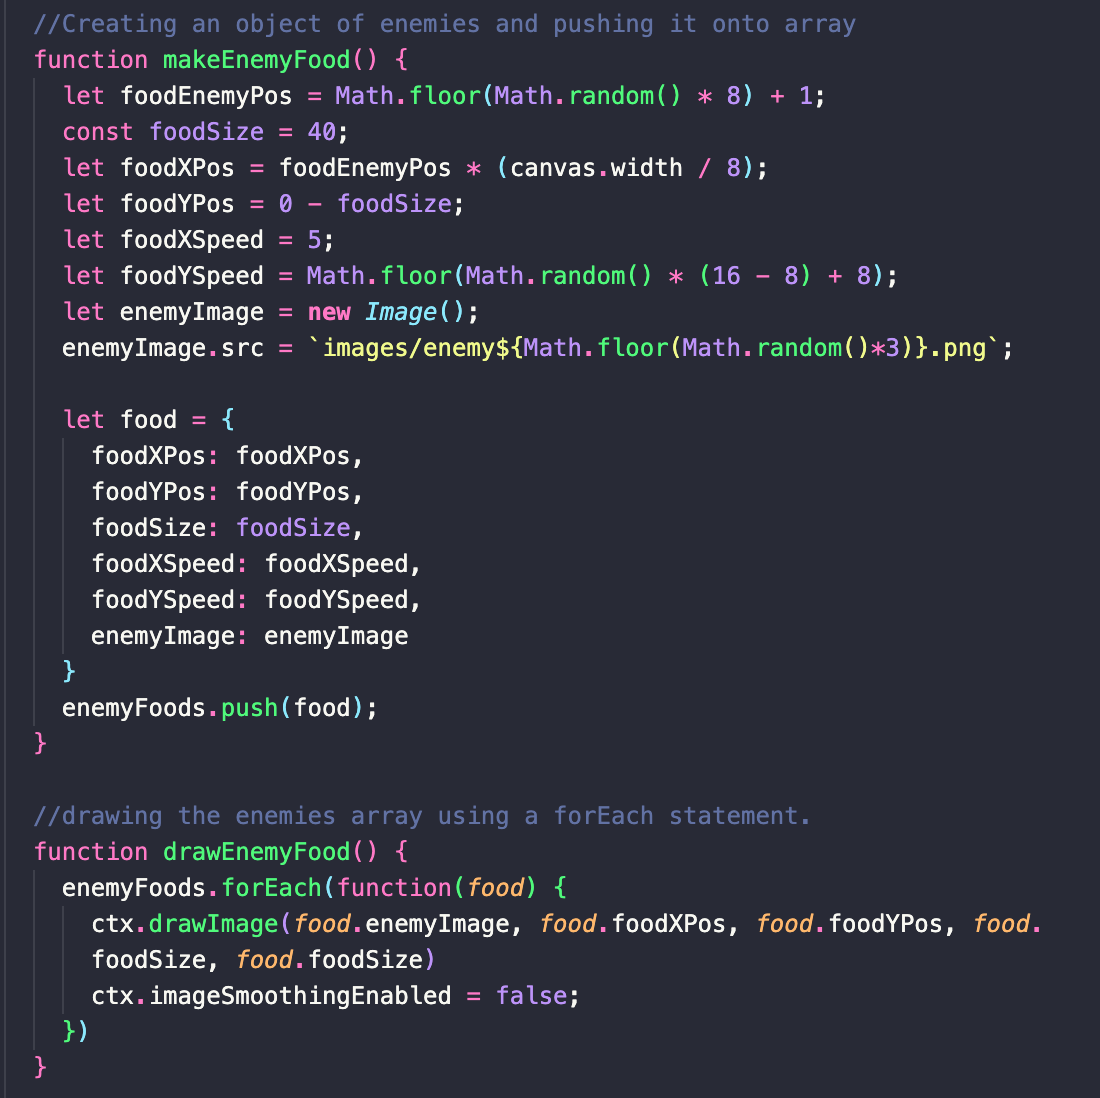 //Creating an object of enemies and pushing it onto array
function makeEnemyFood() {
let foodEnemyPos = Math.floor(Math.random() * 8) + 1;
const foodSize = 40;
let foodXPos = foodEnemyPos * (canvas.width / 8);
let foodYPos = 0 - foodSize;
let foodXSpeed = 5;
let foodYSpeed = Math.floor(Math.random() * (16 - 8) + 8);
let enemyImage = new Image();
enemyImage.src = `images/enemy${Math.floor(Math.random()*3)}.png`;
let food = {
foodXPos: foodXPos,
foodYPos: foodYPos,
foodSize: foodSize,
foodXSpeed: foodXSpeed,
foodYSpeed: foodYSpeed,
enemyImage: enemyImage
}
enemyFoods.push(food);
}
//drawing the enemies array using a forEach statement.
function drawEnemyFood() {
enemyFoods.forEach(function(food) {
ctx.drawImage(food.enemyImage, food.foodXPos, food.foodYPos, food.
foodSize, food.foodSize)
ctx.imageSmoothingEnabled = false;
})
}